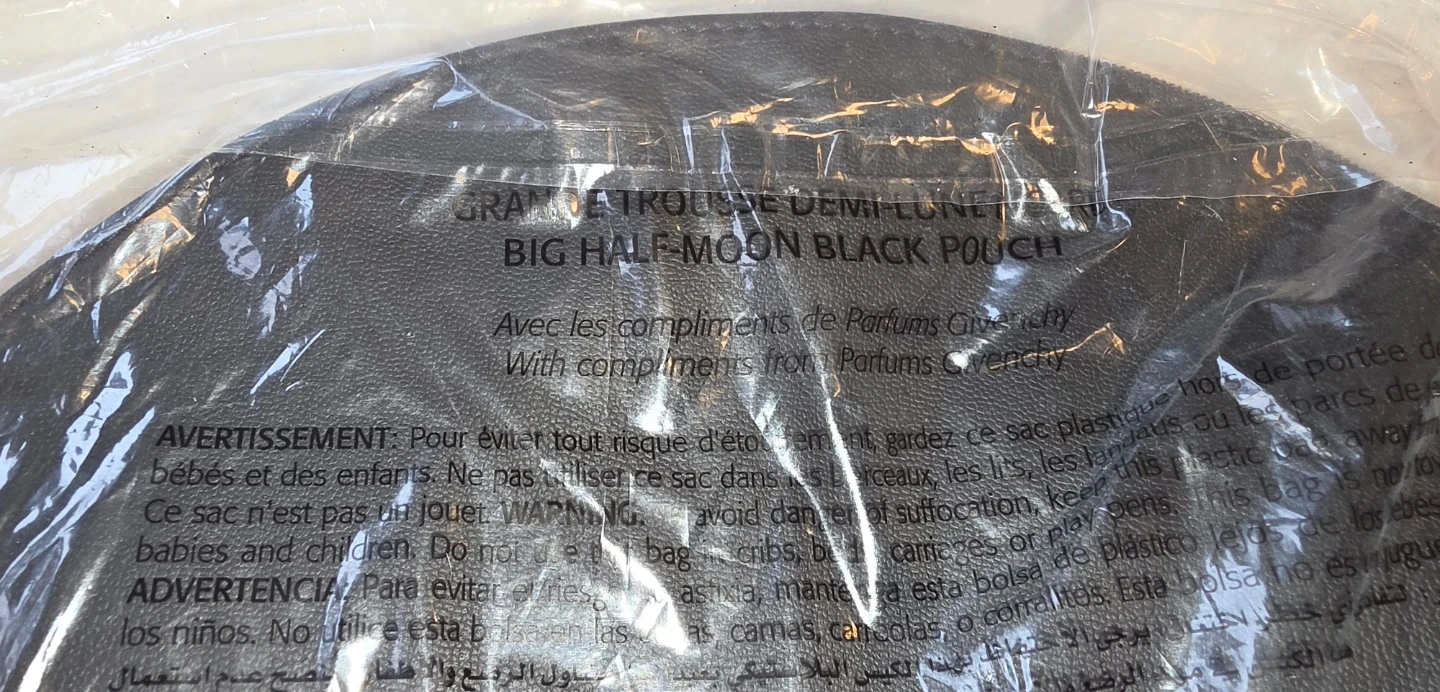 GRANDE TROUSSE DEMI-LUNE
BIG HALF-MOON BLACK POUCH
Avec les compliments de Parfums Givenchy
With compliments from Parfums Givenchy
AVERTISSEMENT: Pour éviter tout risque d'étouffement, gardez ce sac plastique hors de portée
bébés et des enfants. Ne pas utiliser ce sac dans les berceaux, les lits, les landaus ou les parcs de
Ce sac n'est pas un jouet. WARNING: avoid danger of suffocation, keep this plastic bag away
babies and children. Do not use this bag in cribs, beds, carriages or play pens. This bag is not
ADVERTENCIA: Para evitar el riesgo asfixia, mantenga esta bolsa de plástico lejos de los bebés
los niños. No utilice esta bolsa en las camas, carriolas, o corralitos. Esta bolsa no es